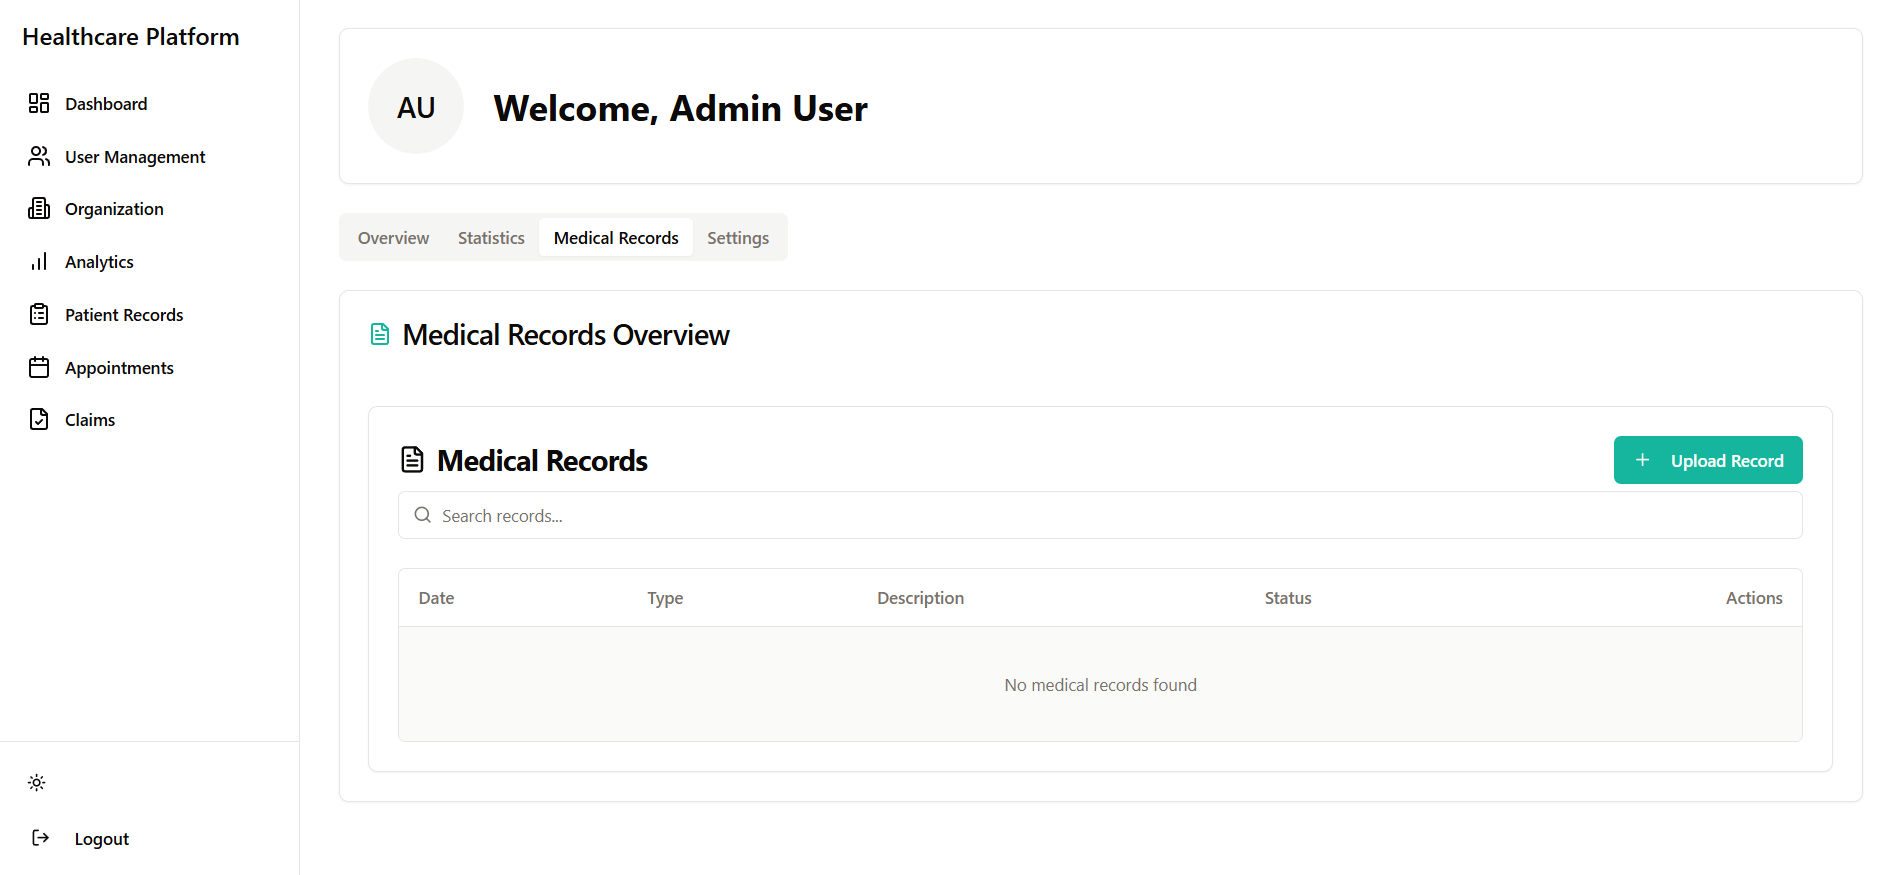 Healthcare Platform
Dashboard
User Management
Organization
Analytics
Patient Records
Appointments
Claims
Logout
AU
Welcome, Admin User
Overview Statistics Medical Records Settings
Medical Records Overview
Medical Records
+ Upload Record
Search records...
Date Type Description Status Actions
No medical records found